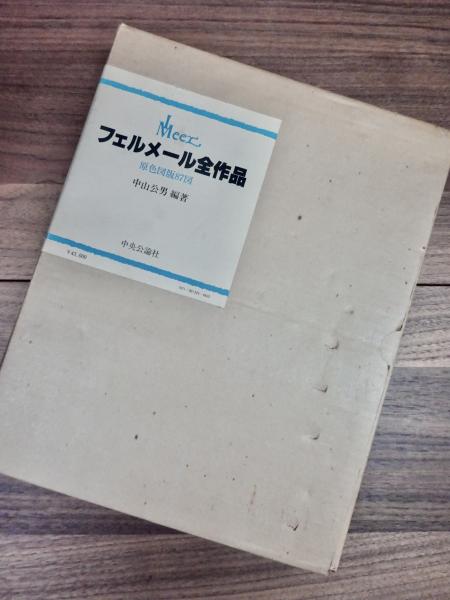 Meer
フェルメール全作品
原色図版87図
中山公男 編著
中央公論社